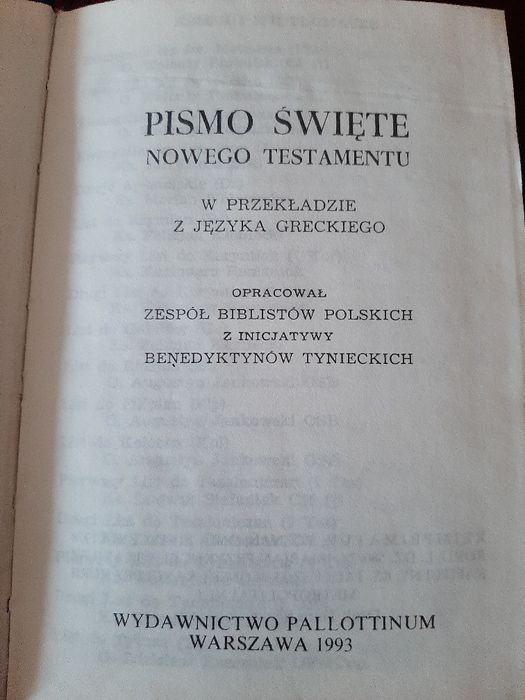 PISMO ŚWIĘTE
NOWEGO TESTAMENTU
W PRZEKŁADZIE
Z JĘZYKA GRECKIEGO
OPRACOWAŁ
ZESPÓŁ BIBLISTÓW POLSKICH
Z INICJATYWY
BENEDYKTYNÓW TYNIECKICH
WYDAWNICTWO PALLOTTINUM
WARSZAWA 1993